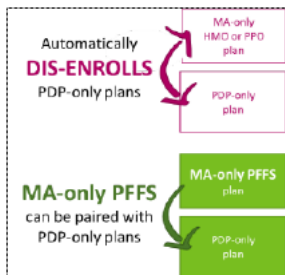 Automatically
DIS-ENROLLS
PDP-only plans
MA-only
HMO or PPO
plan
PDP-only
plan
MA-only PFFS
can be paired with
PDP-only plans
MA-only PFFS
plan
PDP-only
plan